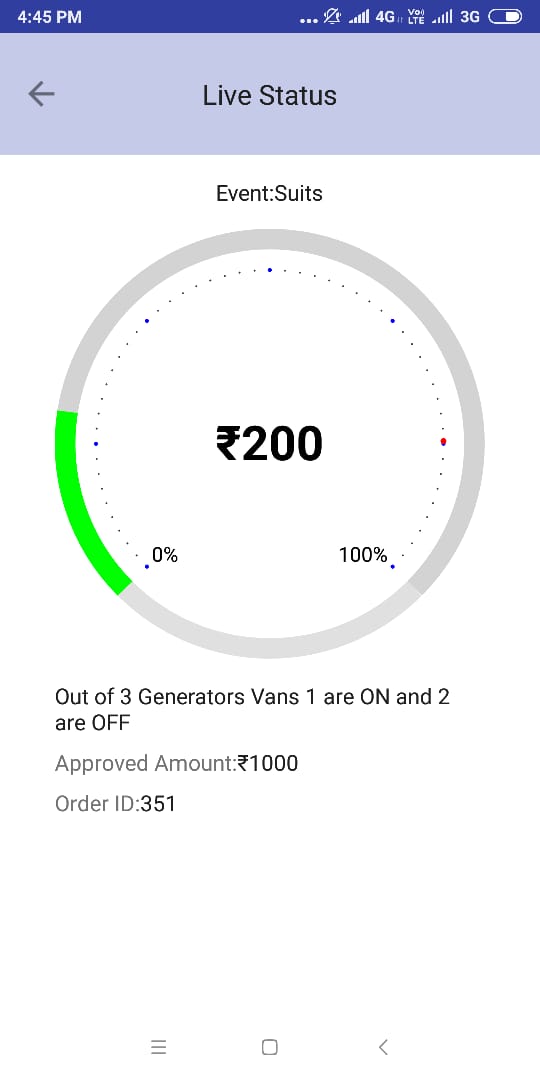 4:45 PM
4G
Vo)) LTE
3G
Live Status
Event:Suits
₹200
0%
100%
Out of 3 Generators Vans 1 are ON and 2
are OFF
Approved Amount:₹1000
Order ID:351